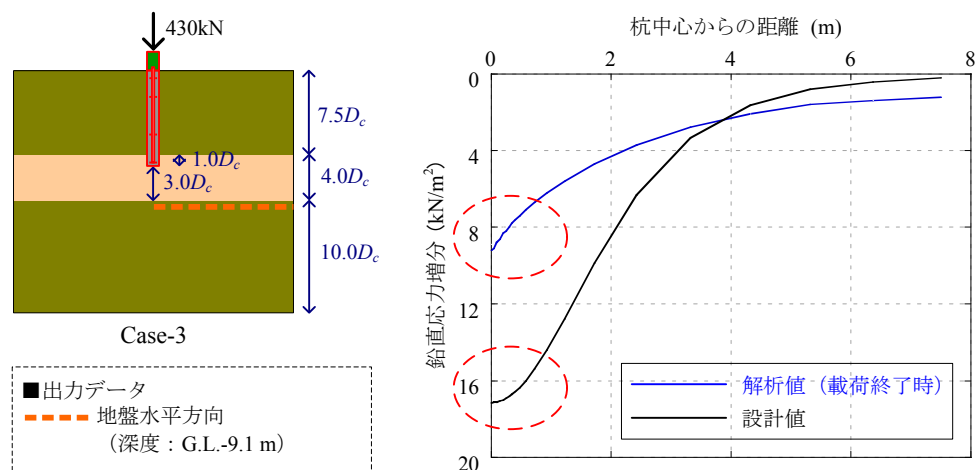 430kN
7.5Dc
1.0Dc
3.0Dc
4.0Dc
10.0Dc
Case-3
■出力データ
地盤水平方向
（深度：G.L.-9.1 m）
杭中心からの距離 (m)
0 2 4 6 8
0
4
8
12
16
20
鉛直応力増分 (kN/m²)
解析値（載荷終了時）
設計値